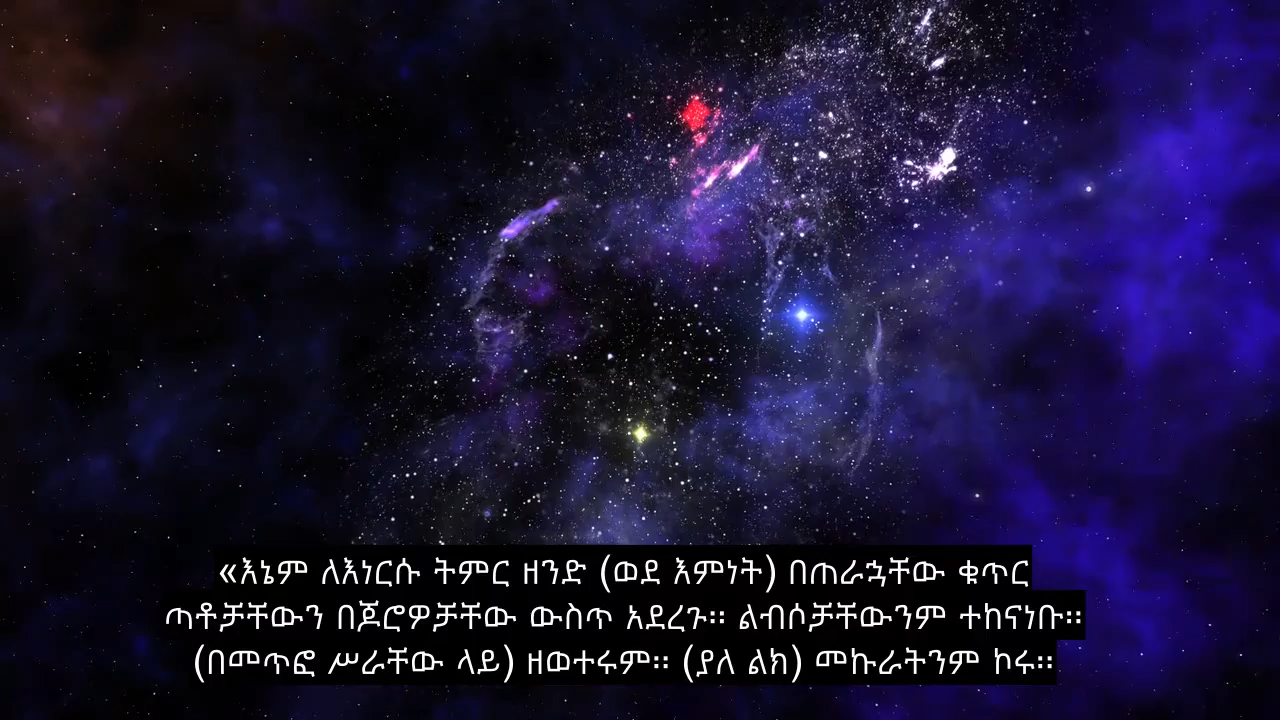 «እኔም ለእነርሱ ትምር ዘንድ (ወደ እምነት) በጠራኋቸው ቁጥር
ጣቶቻቸውን በጆሮዎቻቸው ውስጥ አደረጉ፡፡ ልብሶቻቸውንም ተከናነቡ፡፡
(በመጥፎ ሥራቸው ላይ) ዘወተሩም፡፡ (ያለ ልክ) መኩራትንም ኮሩ፡፡